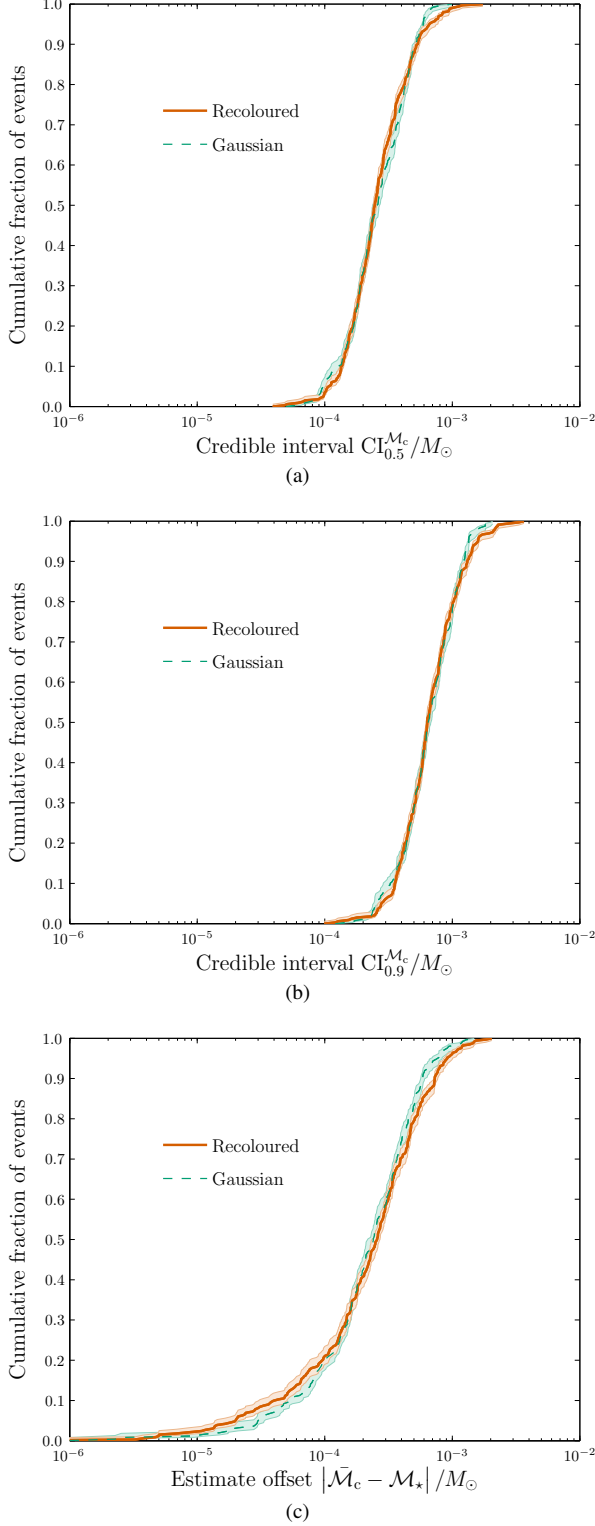 1.0
0.9
0.8
0.7
0.6
0.5
0.4
0.3
0.2
0.1
0.0
Cumulative fraction of events
Recoloured
Gaussian
10⁻⁶ 10⁻⁵ 10⁻⁴ 10⁻³ 10⁻²
Credible interval CI_{0.5}^{ℳ_c}/M_⊙
(a)
1.0
0.9
0.8
0.7
0.6
0.5
0.4
0.3
0.2
0.1
0.0
Cumulative fraction of events
Recoloured
Gaussian
10⁻⁶ 10⁻⁵ 10⁻⁴ 10⁻³ 10⁻²
Credible interval CI_{0.9}^{ℳ_c}/M_⊙
(b)
1.0
0.9
0.8
0.7
0.6
0.5
0.4
0.3
0.2
0.1
0.0
Cumulative fraction of events
Recoloured
Gaussian
10⁻⁶ 10⁻⁵ 10⁻⁴ 10⁻³ 10⁻²
Estimate offset |ℳ̄_c − ℳ_⋆| /M_⊙
(c)